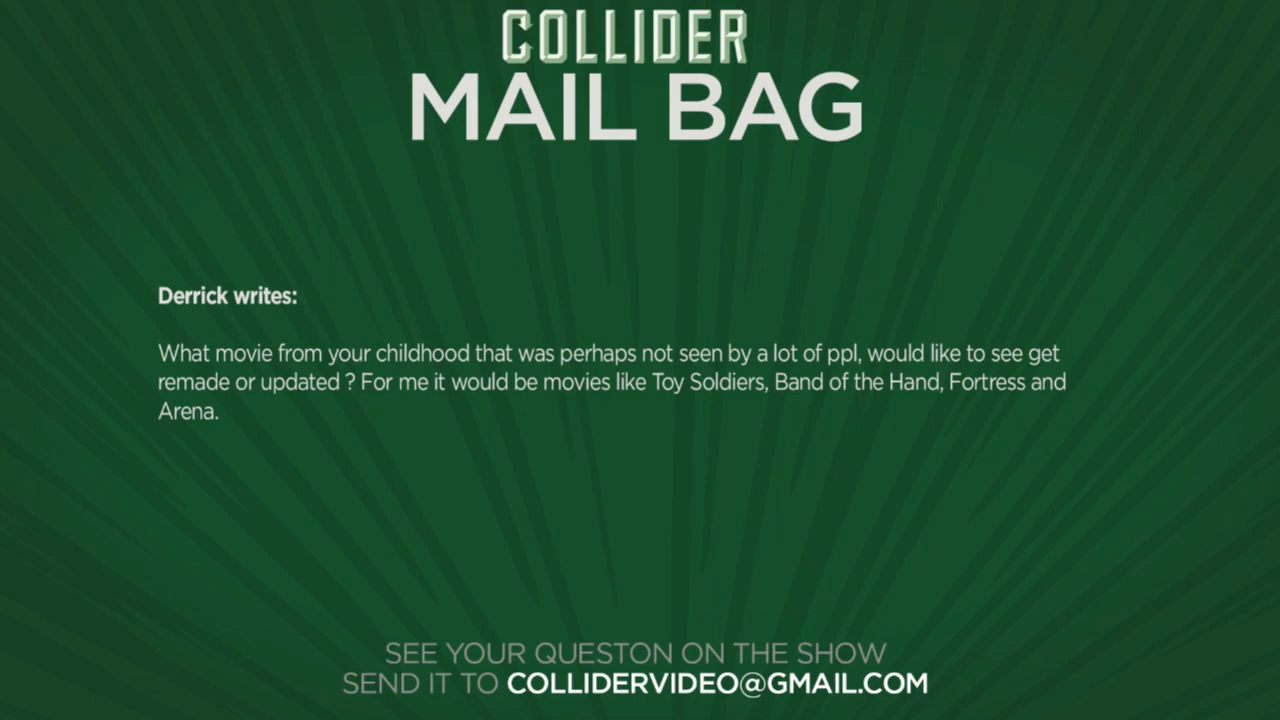 COLLIDER
MAIL BAG
Derrick writes:
What movie from your childhood that was perhaps not seen by a lot of ppl, would like to see get
remade or updated ? For me it would be movies like Toy Soldiers, Band of the Hand, Fortress and
Arena.
SEE YOUR QUESTON ON THE SHOW
SEND IT TO COLLIDERVIDEO@GMAIL.COM